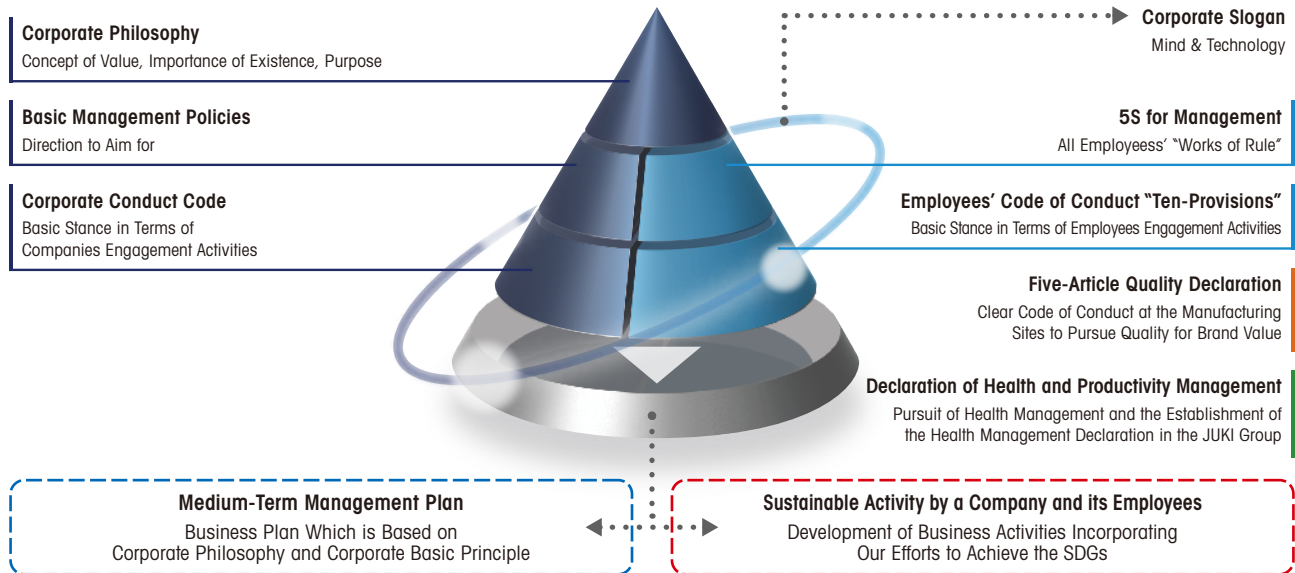 Corporate Philosophy
Concept of Value, Importance of Existence, Purpose
Basic Management Policies
Direction to Aim for
Corporate Conduct Code
Basic Stance in Terms of
Companies Engagement Activities
Corporate Slogan
Mind & Technology
5S for Management
All Employeess’ “Works of Rule”
Employees’ Code of Conduct “Ten-Provisions”
Basic Stance in Terms of Employees Engagement Activities
Five-Article Quality Declaration
Clear Code of Conduct at the Manufacturing
Sites to Pursue Quality for Brand Value
Declaration of Health and Productivity Management
Pursuit of Health Management and the Establishment of
the Health Management Declaration in the JUKI Group
Medium-Term Management Plan
Business Plan Which is Based on
Corporate Philosophy and Corporate Basic Principle
Sustainable Activity by a Company and its Employees
Development of Business Activities Incorporating
Our Efforts to Achieve the SDGs